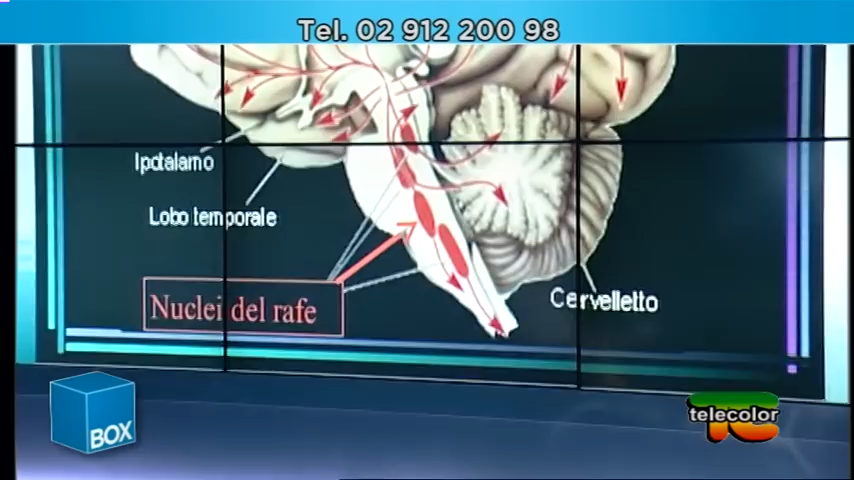 Tel. 02 912 200 98
Ipotalamo
Lobo temporale
Nuclei del rafe
Cervelletto
BOX
telecolor